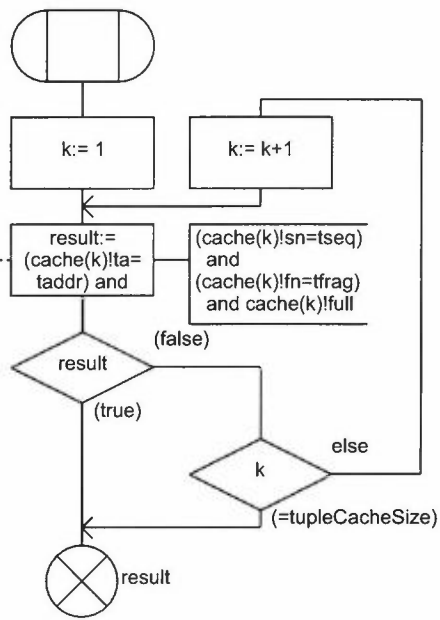 k:= 1
k:= k+1
result:=
(cache(k)!ta=
taddr) and
(cache(k)!sn=tseq)
and
(cache(k)!fn=tfrag)
and cache(k)!full
(false)
result
(true)
else
k
(=tupleCacheSize)
result